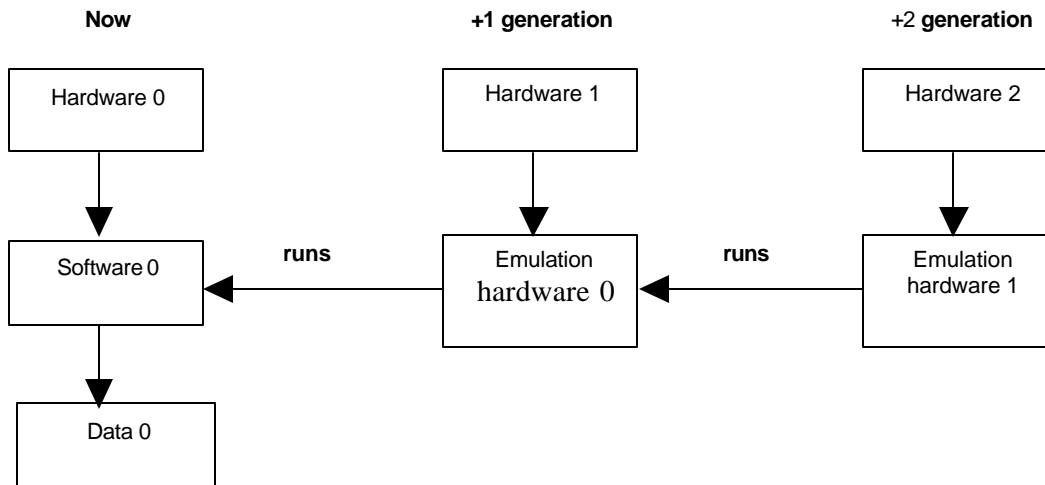 Now
+1 generation
+2 generation
Hardware 0
Hardware 1
Hardware 2
Software 0
runs
Emulation
hardware 0
runs
Emulation
hardware 1
Data 0